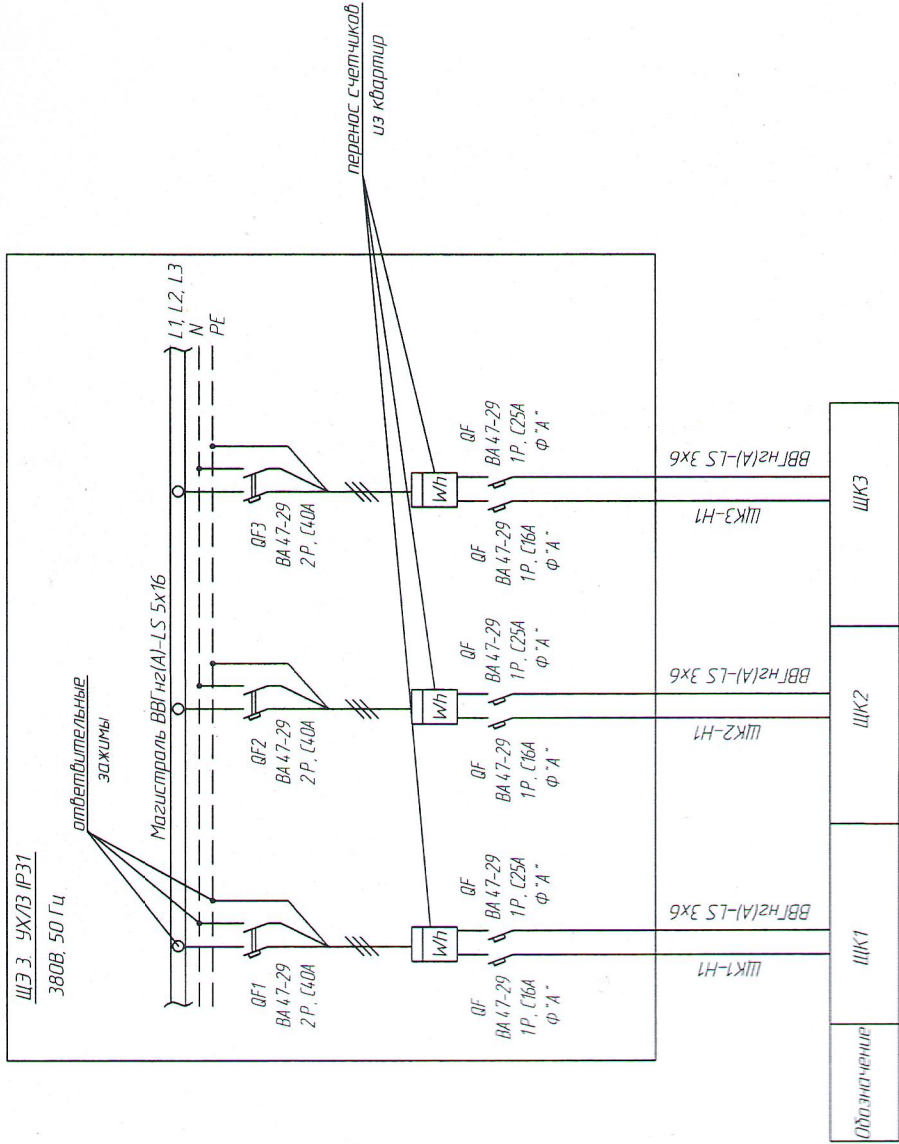 ЩЭ 3. УХЛ3 IP31
380В, 50 Гц
ответвительные
зажимы
Магистраль ВВГнг(А)-LS 5х16
L1, L2, L3
N
PE
перенос счетчиков
из квартир
QF1
ВА 47-29
2Р, С40А
QF2
ВА 47-29
2Р, С40А
QF3
ВА 47-29
2Р, С40А
Wh
Wh
Wh
QF
ВА 47-29
1Р, С16А
Ф "А"
QF
ВА 47-29
1Р, С25А
Ф "А"
QF
ВА 47-29
1Р, С16А
Ф "А"
QF
ВА 47-29
1Р, С25А
Ф "А"
QF
ВА 47-29
1Р, С16А
Ф "А"
QF
ВА 47-29
1Р, С25А
Ф "А"
ЩК1-Н1
ВВГнг(А)-LS 3х6
ЩК2-Н1
ВВГнг(А)-LS 3х6
ЩК3-Н1
ВВГнг(А)-LS 3х6
Обозначение
ЩК1
ЩК2
ЩК3